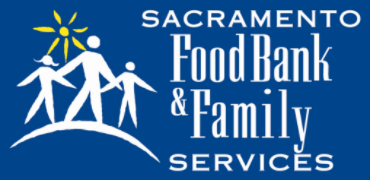 SACRAMENTO
Food Bank
& Family
SERVICES